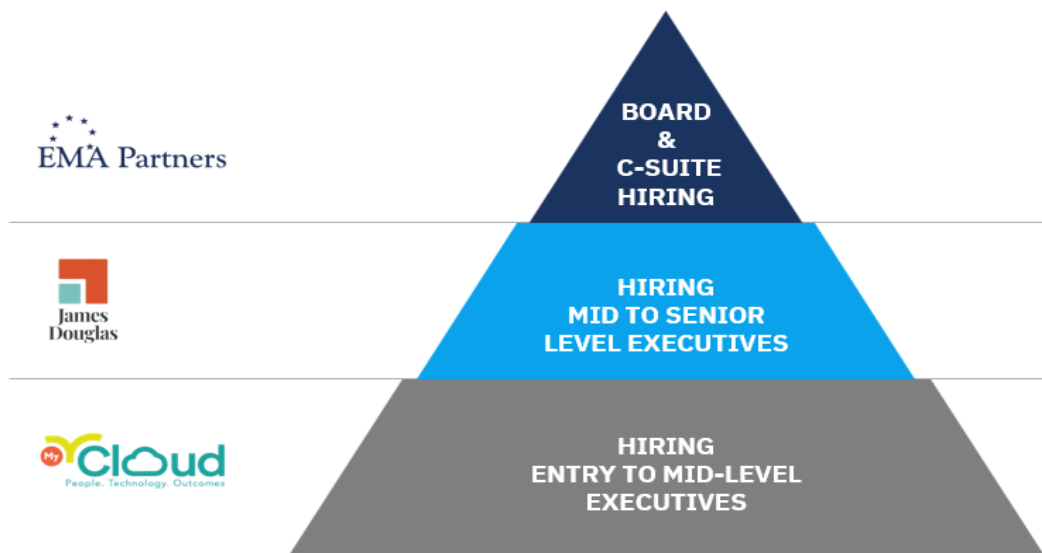 BOARD
&
C-SUITE
HIRING
EMA Partners
HIRING
MID TO SENIOR
LEVEL EXECUTIVES
James
Douglas
HIRING
ENTRY TO MID-LEVEL
EXECUTIVES
My
Cloud
People. Technology. Outcomes